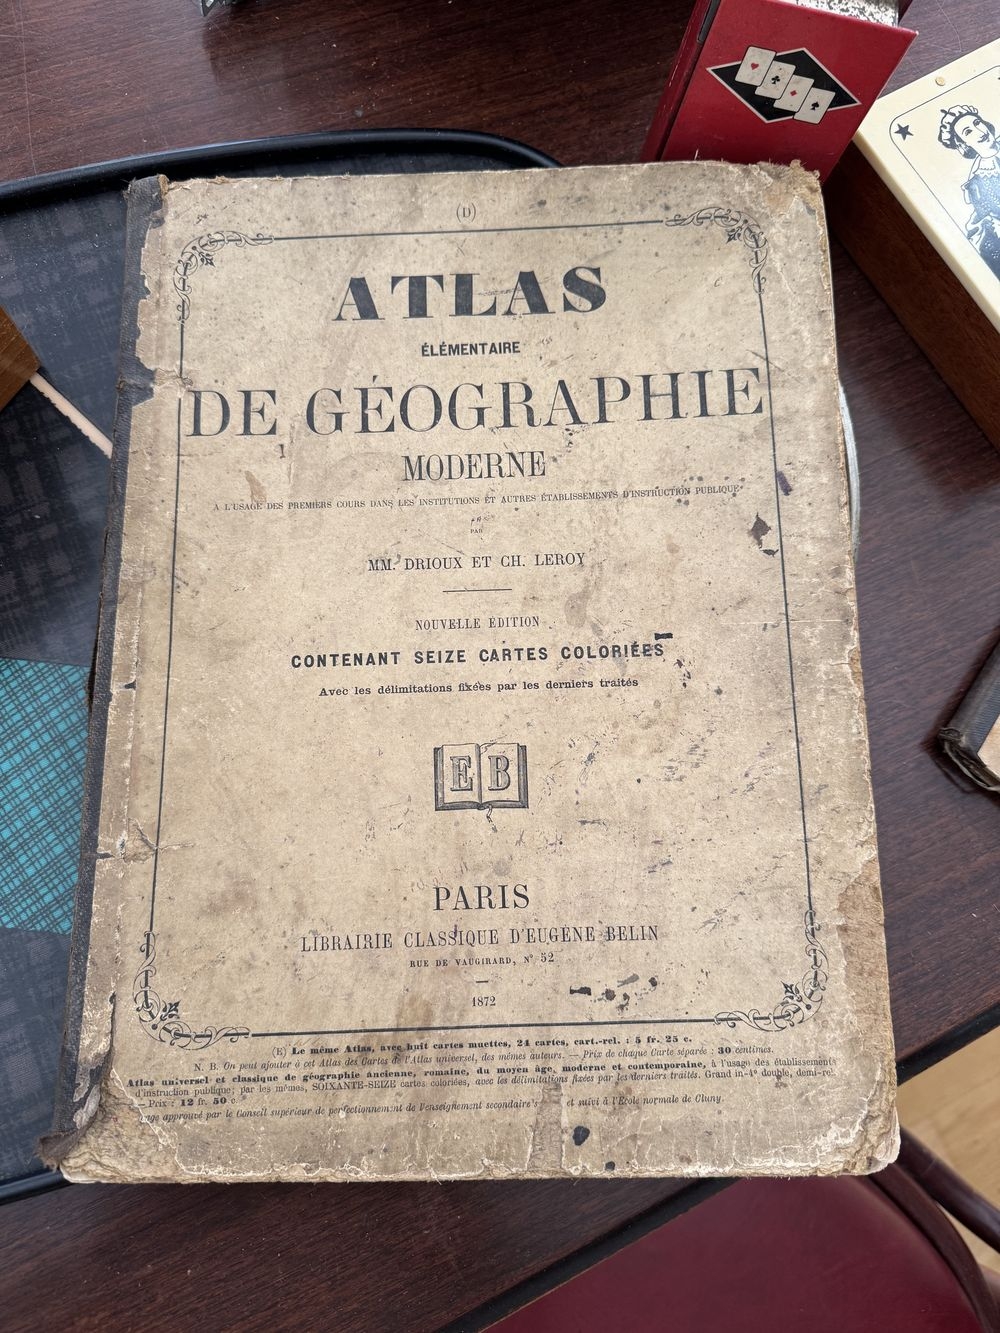 (D)
ATLAS
ÉLÉMENTAIRE
DE GÉOGRAPHIE
MODERNE
A L'USAGE DES PREMIERS COURS DANS LES INSTITUTIONS ET AUTRES ÉTABLISSEMENTS D'INSTRUCTION PUBLIQUE
PAR
MM. DRIOUX ET CH. LEROY
NOUVELLE ÉDITION
CONTENANT SEIZE CARTES COLORIÉES
Avec les délimitations fixées par les derniers traités
EB
PARIS
LIBRAIRIE CLASSIQUE D'EUGÈNE BELIN
RUE DE VAUGIRARD, N° 52
1872
(E) Le même Atlas, avec huit cartes muettes, 24 cartes, cart.-rel. : 5 fr. 25 c.
N. B. On peut ajouter à cet Atlas des Cartes de l'Atlas universel, des mêmes auteurs. — Prix de chaque Carte séparée : 30 centimes.
Atlas universel et classique de géographie ancienne, romaine, du moyen âge, moderne et contemporaine, à l'usage des établissements
d'instruction publique; par les mêmes, SOIXANTE-SEIZE cartes coloriées, avec les délimitations fixées par les derniers traités. Grand in-4° double, demi-rel.
— Prix : 12 fr. 50 c.
approuvé par le Conseil supérieur de perfectionnement de l'enseignement secondaire et suivi à l'École normale de Cluny.